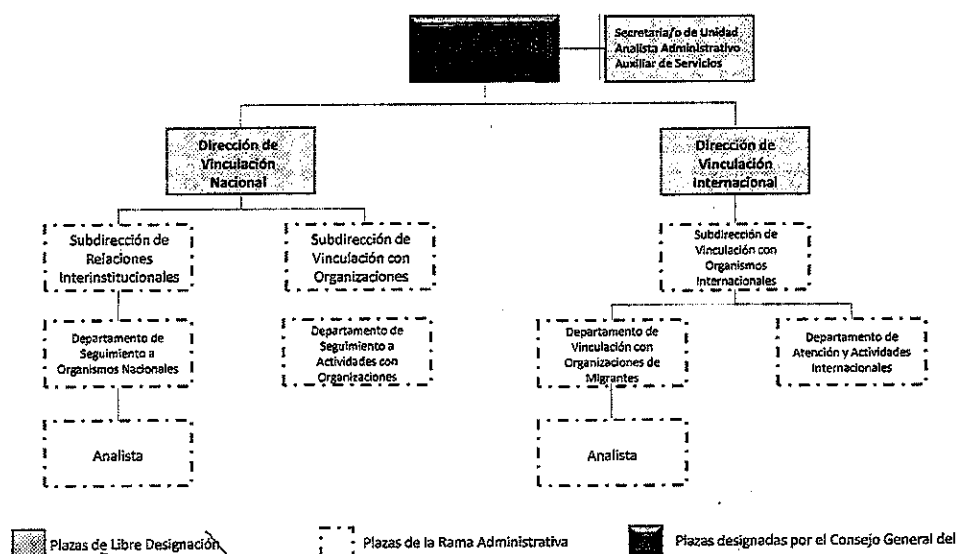 Secretaria/o de Unidad
Analista Administrativo
Auxiliar de Servicios
Dirección de
Vinculación
Nacional
Dirección de
Vinculación
Internacional
Subdirección de
Relaciones
Interinstitucionales
Subdirección de
Vinculación con
Organizaciones
Subdirección de
Vinculación con
Organismos
Internacionales
Departamento de
Seguimiento a
Organismos Nacionales
Departamento de
Seguimiento a
Actividades con
Organizaciones
Departamento de
Vinculación con
Organizaciones de
Migrantes
Departamento de
Atención y Actividades
Internacionales
Analista
Analista
Plazas de Libre Designación
Plazas de la Rama Administrativa
Plazas designadas por el Consejo General del